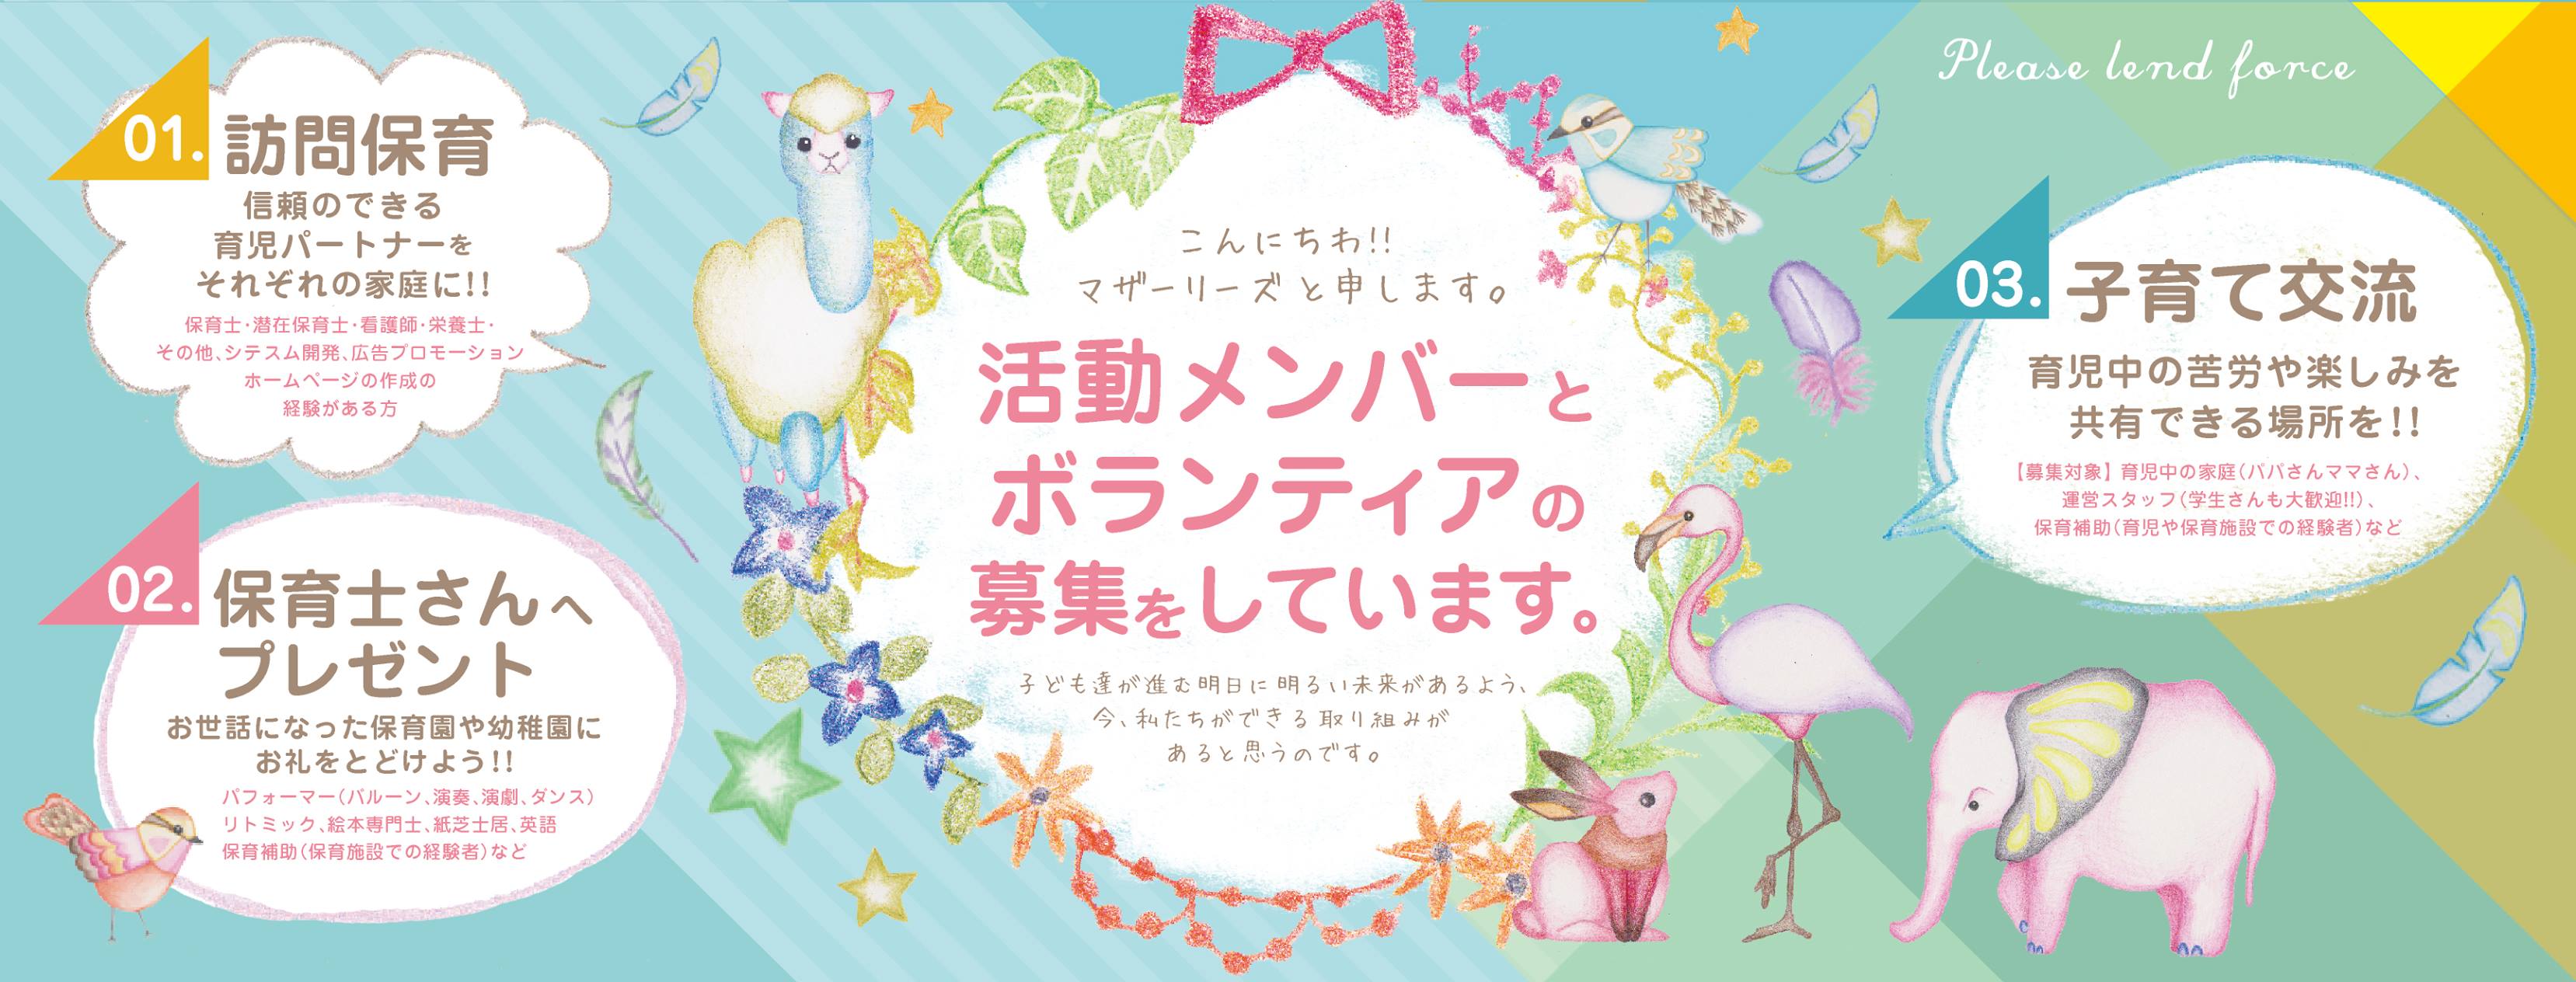 Please lend force
01. 訪問保育
信頼のできる
育児パートナーを
それぞれの家庭に!!
保育士・潜在保育士・看護師・栄養士・
その他、シテスム開発、広告プロモーション
ホームページの作成の
経験がある方
02. 保育士さんへ
プレゼント
お世話になった保育園や幼稚園に
お礼をとどけよう!!
パフォーマー(バルーン、演奏、演劇、ダンス)
リトミック、絵本専門士、紙芝士居、英語
保育補助(保育施設での経験者)など
こんにちわ!!
マザーリーズと申します。
活動メンバーと
ボランティアの
募集をしています。
子ども達が進む明日に明るい未来があるよう、
今、私たちができる取り組みが
あると思うのです。
03. 子育て交流
育児中の苦労や楽しみを
共有できる場所を!!
【募集対象】育児中の家庭(パパさんママさん)、
運営スタッフ(学生さんも大歓迎!!)、
保育補助(育児や保育施設での経験者)など